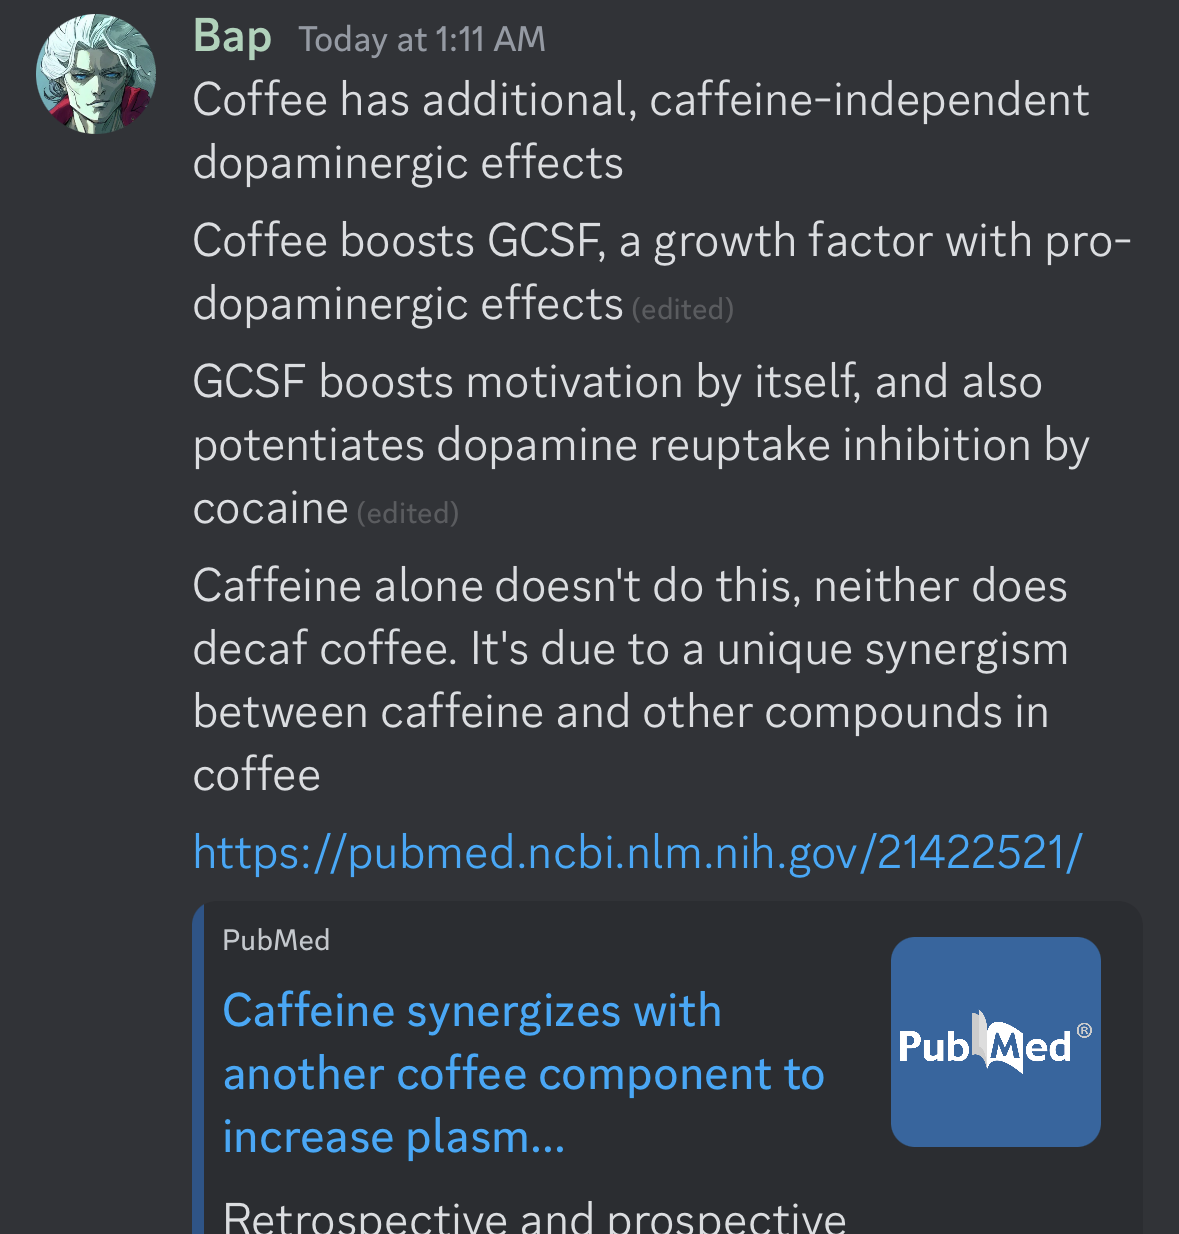 Bap Today at 1:11 AM
Coffee has additional, caffeine-independent
dopaminergic effects
Coffee boosts GCSF, a growth factor with pro-
dopaminergic effects (edited)
GCSF boosts motivation by itself, and also
potentiates dopamine reuptake inhibition by
cocaine (edited)
Caffeine alone doesn't do this, neither does
decaf coffee. It's due to a unique synergism
between caffeine and other compounds in
coffee
https://pubmed.ncbi.nlm.nih.gov/21422521/
PubMed
Caffeine synergizes with
another coffee component to
increase plasm...
PubMed®
Retrospective and prospective